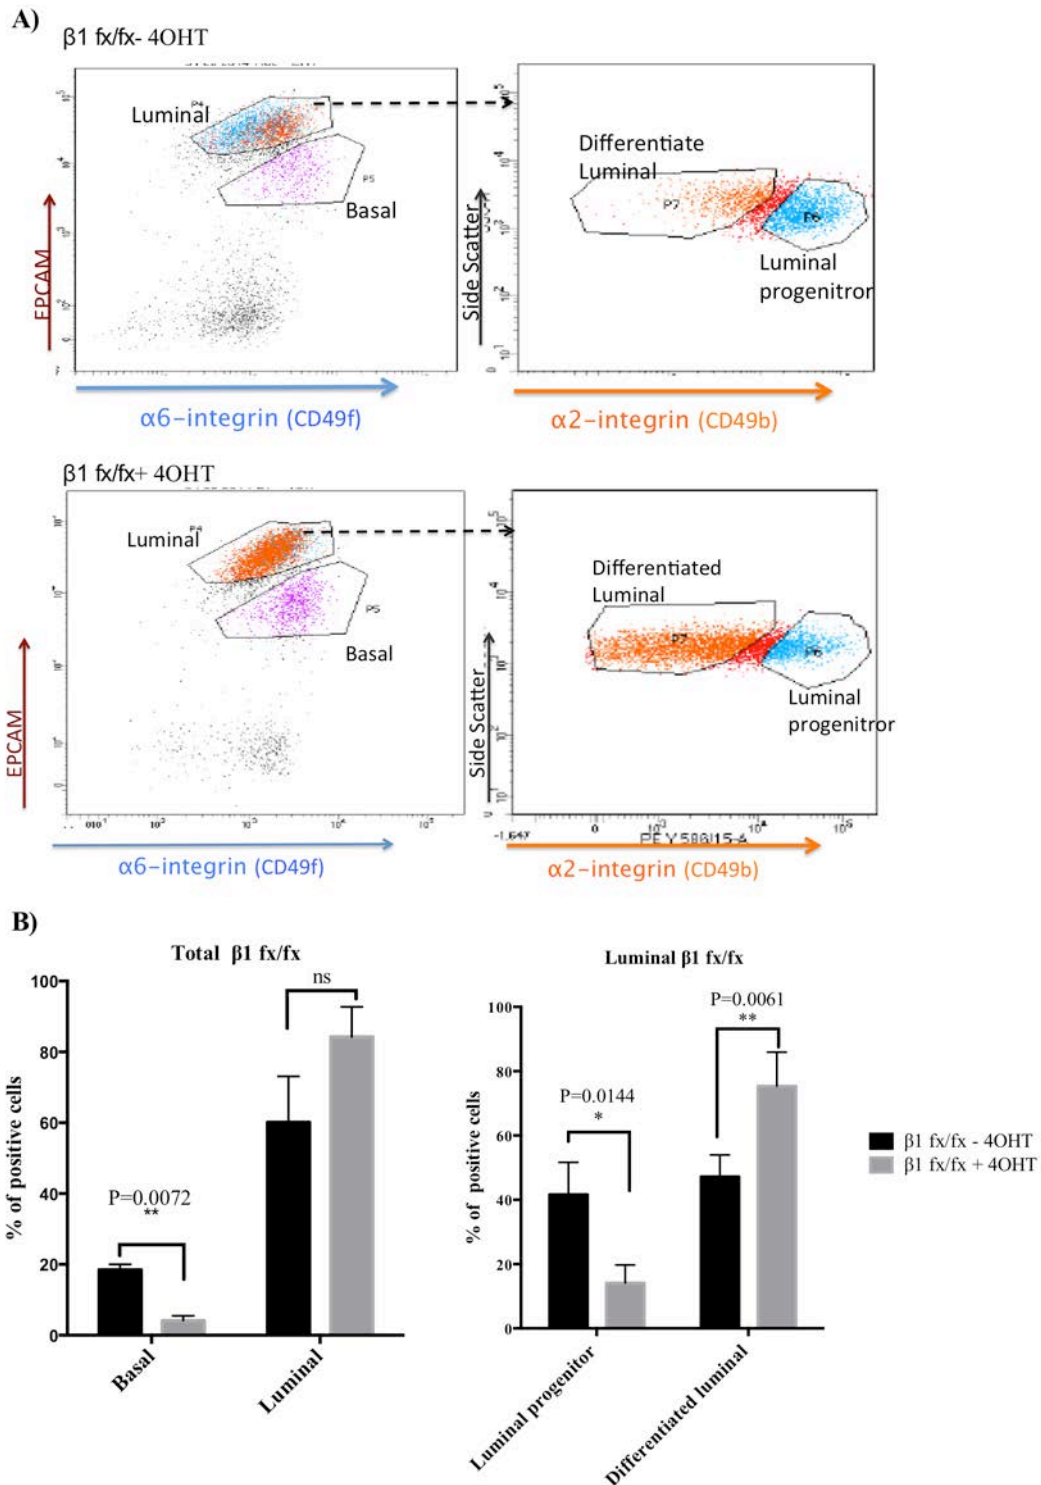 A)
β1 fx/fx- 4OHT
Luminal
P4
P5
Basal
EPCAM
α6-integrin (CD49f)
Differentiate
Luminal
P7
P6
Luminal
progenitror
Side Scatter
α2-integrin (CD49b)
β1 fx/fx+ 4OHT
Luminal
P4
P5
Basal
EPCAM
α6-integrin (CD49f)
Differentiated
Luminal
P7
P6
Luminal
progenitror
Side Scatter
PE Y 586/15-A
α2-integrin (CD49b)
B)
Total β1 fx/fx
ns
P=0.0072
**
100
80
60
40
20
0
% of positive cells
Basal
Luminal
Luminal β1 fx/fx
P=0.0061
**
P=0.0144
*
100
80
60
40
20
0
% of positive cells
Luminal progenitor
Differentiated luminal
β1 fx/fx - 4OHT
β1 fx/fx + 4OHT